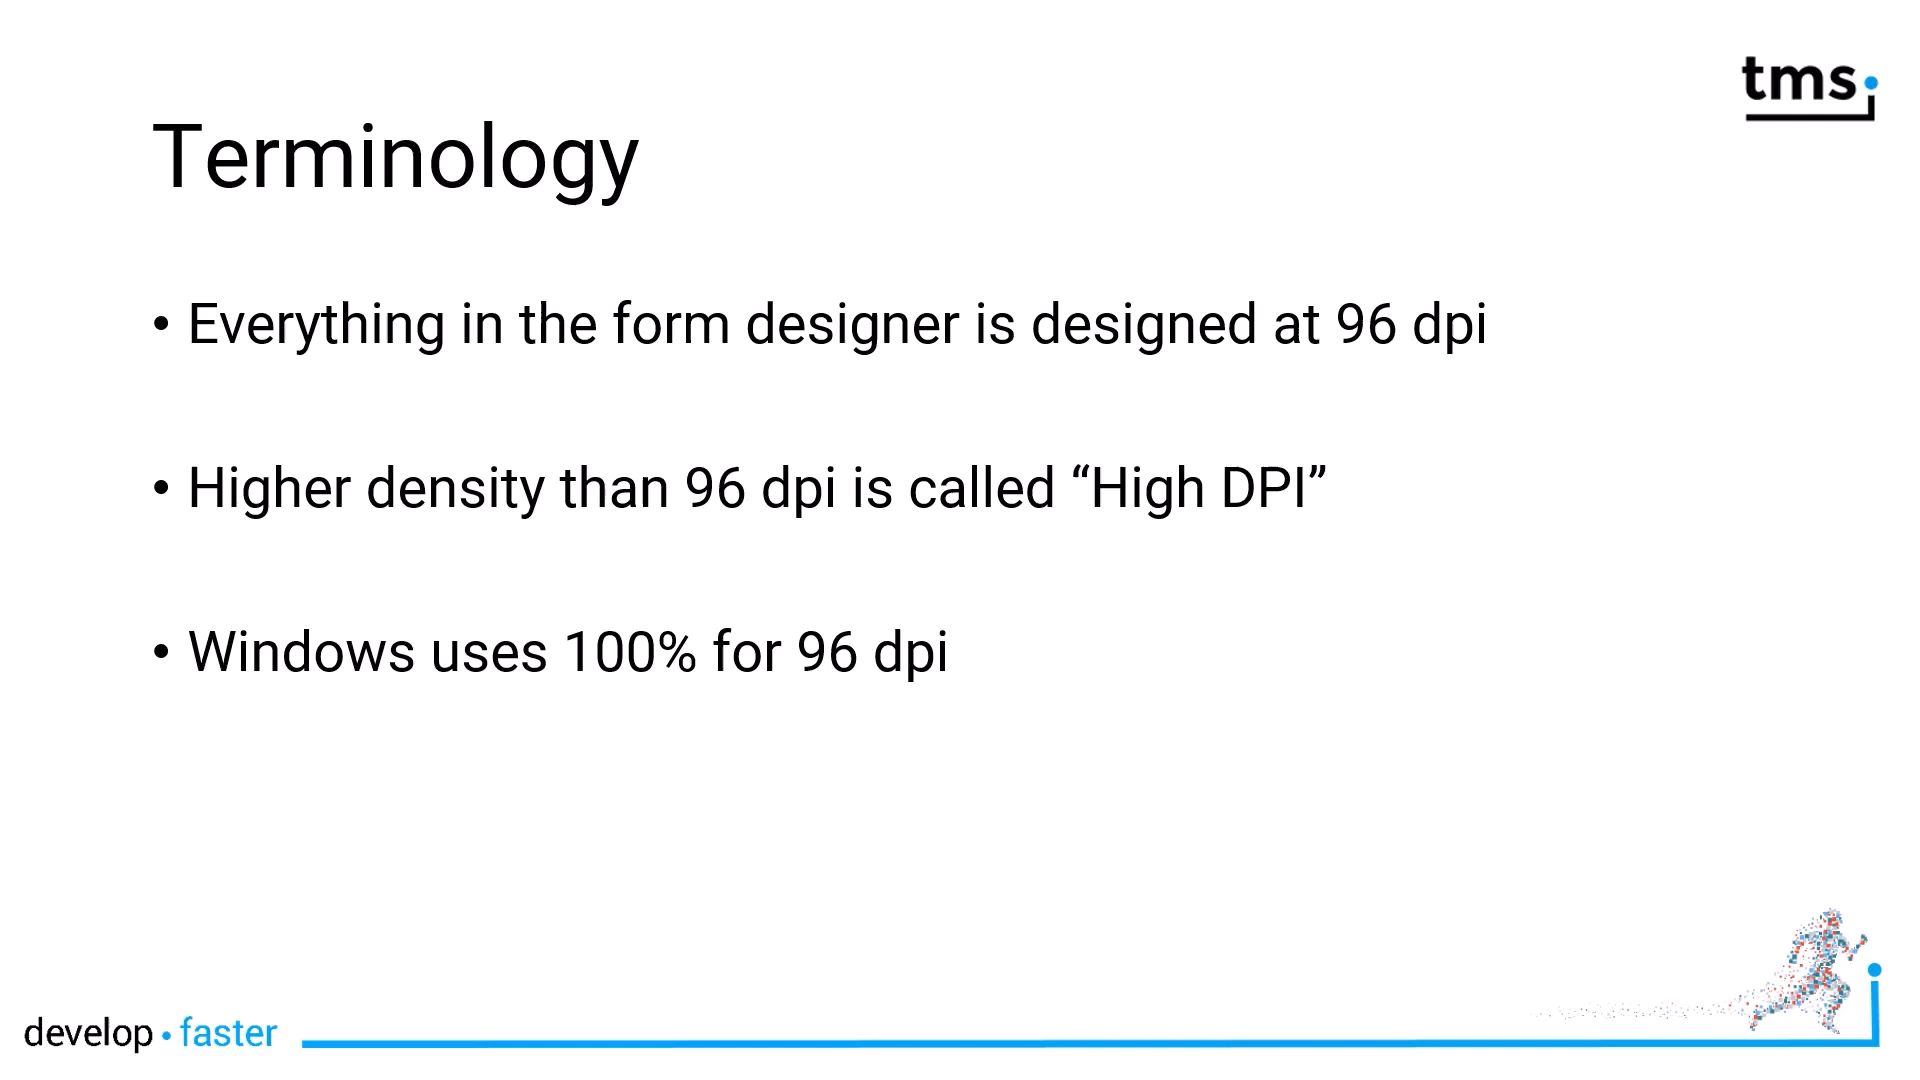 tms
Terminology
• Everything in the form designer is designed at 96 dpi
• Higher density than 96 dpi is called “High DPI”
• Windows uses 100% for 96 dpi
develop • faster